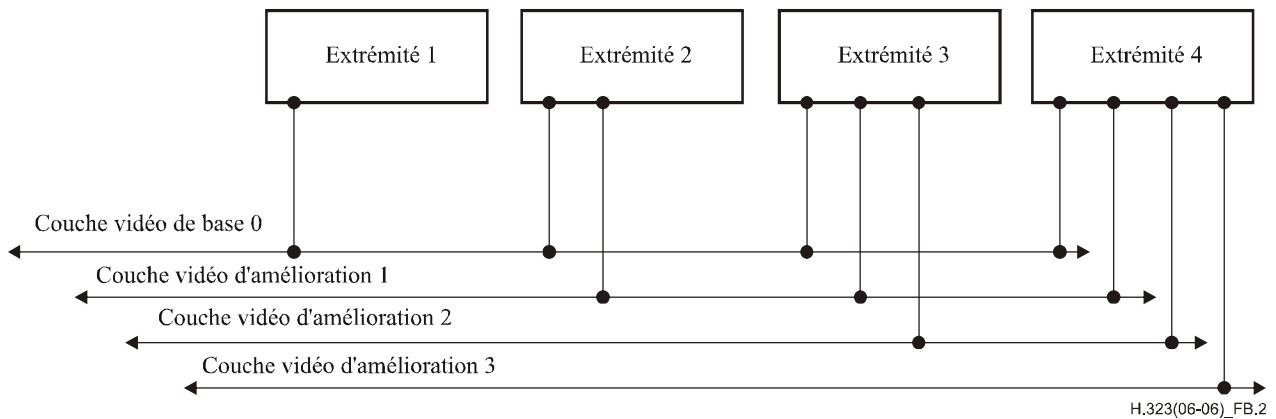 Extrémité 1
Extrémité 2
Extrémité 3
Extrémité 4
Couche vidéo de base 0
Couche vidéo d'amélioration 1
Couche vidéo d'amélioration 2
Couche vidéo d'amélioration 3
H.323(06-06)_FB.2